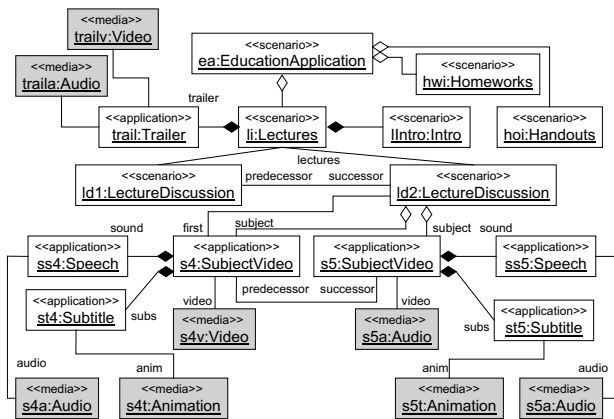 <<media>>
trailv:Video
<<scenario>>
ea:EducationApplication
<<media>>
traila:Audio
<<scenario>>
hwi:Homeworks
trailer
<<application>>
trail:Trailer
<<scenario>>
li:Lectures
<<scenario>>
lIntro:Intro
<<scenario>>
hoi:Handouts
lectures
<<scenario>>
ld1:LectureDiscussion
predecessor
successor
<<scenario>>
ld2:LectureDiscussion
sound
first
subject
subject
sound
<<application>>
ss4:Speech
<<application>>
s4:SubjectVideo
<<application>>
s5:SubjectVideo
<<application>>
ss5:Speech
predecessor
successor
<<application>>
st4:Subtitle
subs
video
<<media>>
s4v:Video
video
<<media>>
s5a:Audio
subs
<<application>>
st5:Subtitle
audio
anim
anim
audio
<<media>>
s4a:Audio
<<media>>
s4t:Animation
<<media>>
s5t:Animation
<<media>>
s5a:Audio